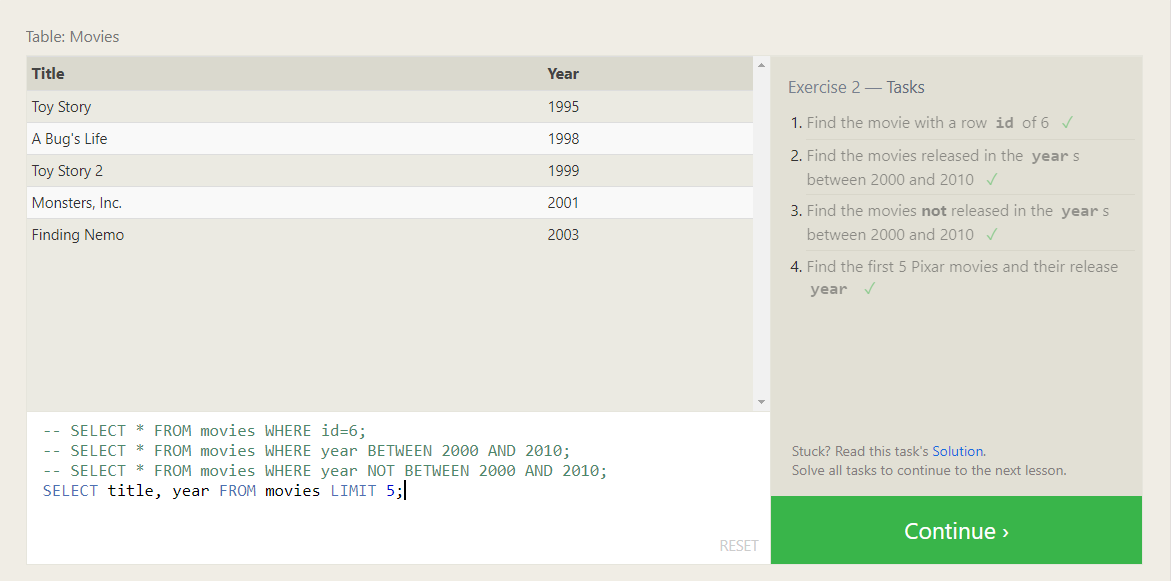 Table: Movies
Title Year
Toy Story 1995
A Bug's Life 1998
Toy Story 2 1999
Monsters, Inc. 2001
Finding Nemo 2003
-- SELECT * FROM movies WHERE id=6;
-- SELECT * FROM movies WHERE year BETWEEN 2000 AND 2010;
-- SELECT * FROM movies WHERE year NOT BETWEEN 2000 AND 2010;
SELECT title, year FROM movies LIMIT 5;
RESET
Exercise 2 — Tasks
1. Find the movie with a row id of 6 ✓
2. Find the movies released in the year s
between 2000 and 2010 ✓
3. Find the movies not released in the year s
between 2000 and 2010 ✓
4. Find the first 5 Pixar movies and their release
year ✓
Stuck? Read this task's Solution.
Solve all tasks to continue to the next lesson.
Continue ›